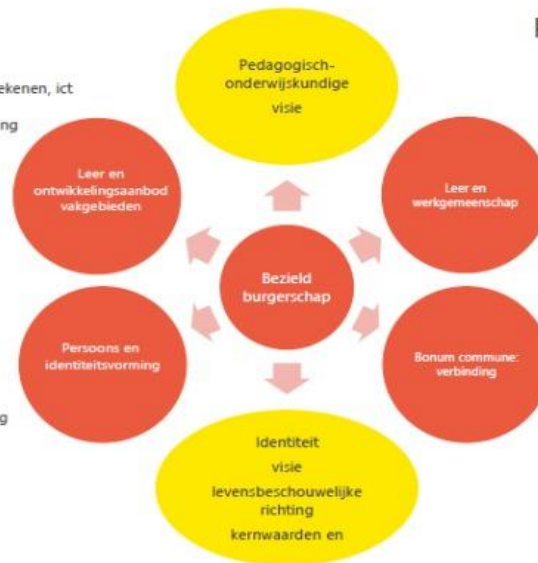 Pedagogisch-
onderwijskundige
visie
ekenen, ict
ng
Leer en
ontwikkelingsaanbod
vakgebieden
Leer en
werkgemeenschap
Bezield
burgerschap
Persoons en
identiteitsvorming
Bonum commune:
verbinding
g
Identiteit
visie
levensbeschouwelijke
richting
kernwaarden en